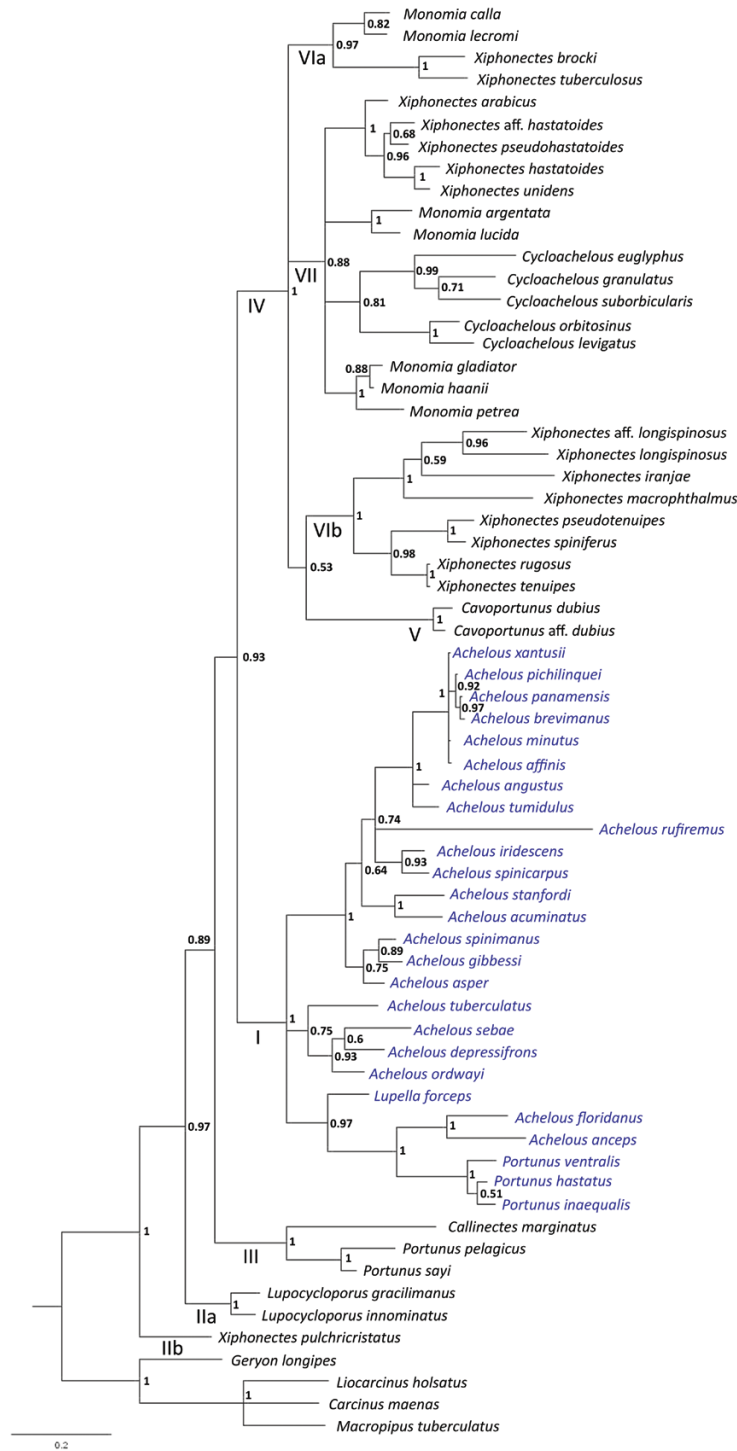 Monomia calla
0.82
Monomia lecromi
0.97
VIa
Xiphonectes brocki
1
Xiphonectes tuberculosus
Xiphonectes arabicus
1
Xiphonectes aff. hastatoides
0.68
Xiphonectes pseudohastatoides
0.96
Xiphonectes hastatoides
1
Xiphonectes unidens
Monomia argentata
1
Monomia lucida
Cycloachelous euglyphus
0.99
VII
0.88
Cycloachelous granulatus
0.71
1
Cycloachelous suborbicularis
IV
0.81
Cycloachelous orbitosinus
1
Cycloachelous levigatus
Monomia gladiator
0.88
Monomia haanii
1
Monomia petrea
Xiphonectes aff. longispinosus
0.96
Xiphonectes longispinosus
0.59
Xiphonectes iranjae
1
Xiphonectes macrophthalmus
1
Xiphonectes pseudotenuipes
VIb
1
Xiphonectes spiniferus
0.98
Xiphonectes rugosus
0.53
1
Xiphonectes tenuipes
Cavoportunus dubius
1
V
Cavoportunus aff. dubius
Achelous xantusii
0.93
Achelous pichilinquei
0.92
1
Achelous panamensis
0.97
Achelous brevimanus
Achelous minutus
Achelous affinis
1
Achelous angustus
Achelous tumidulus
0.74
Achelous rufiremus
Achelous iridescens
0.93
0.64
Achelous spinicarpus
Achelous stanfordi
1
1
Achelous acuminatus
Achelous spinimanus
0.89
0.89
Achelous gibbessi
0.75
Achelous asper
Achelous tuberculatus
1
0.75
Achelous sebae
I
0.6
Achelous depressifrons
0.93
Achelous ordwayi
Lupella forceps
Achelous floridanus
0.97
0.97
1
Achelous anceps
1
Portunus ventralis
1
Portunus hastatus
0.51
Portunus inaequalis
Callinectes marginatus
1
1
III
Portunus pelagicus
1
Portunus sayi
Lupocycloporus gracilimanus
1
IIa
Lupocycloporus innominatus
Xiphonectes pulchricristatus
IIb
Geryon longipes
1
Liocarcinus holsatus
1
Carcinus maenas
Macropipus tuberculatus
0.2